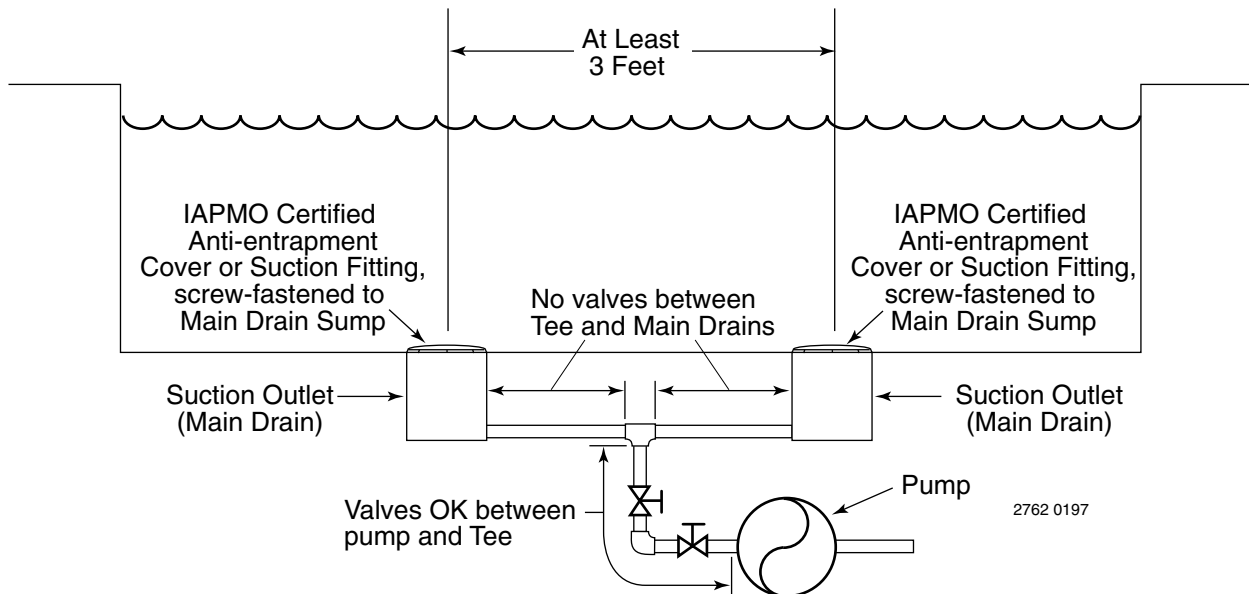 At Least
3 Feet
IAPMO Certified
Anti-entrapment
Cover or Suction Fitting,
screw-fastened to
Main Drain Sump
IAPMO Certified
Anti-entrapment
Cover or Suction Fitting,
screw-fastened to
Main Drain Sump
No valves between
Tee and Main Drains
Suction Outlet
(Main Drain)
Suction Outlet
(Main Drain)
Valves OK between
pump and Tee
Pump
2762 0197